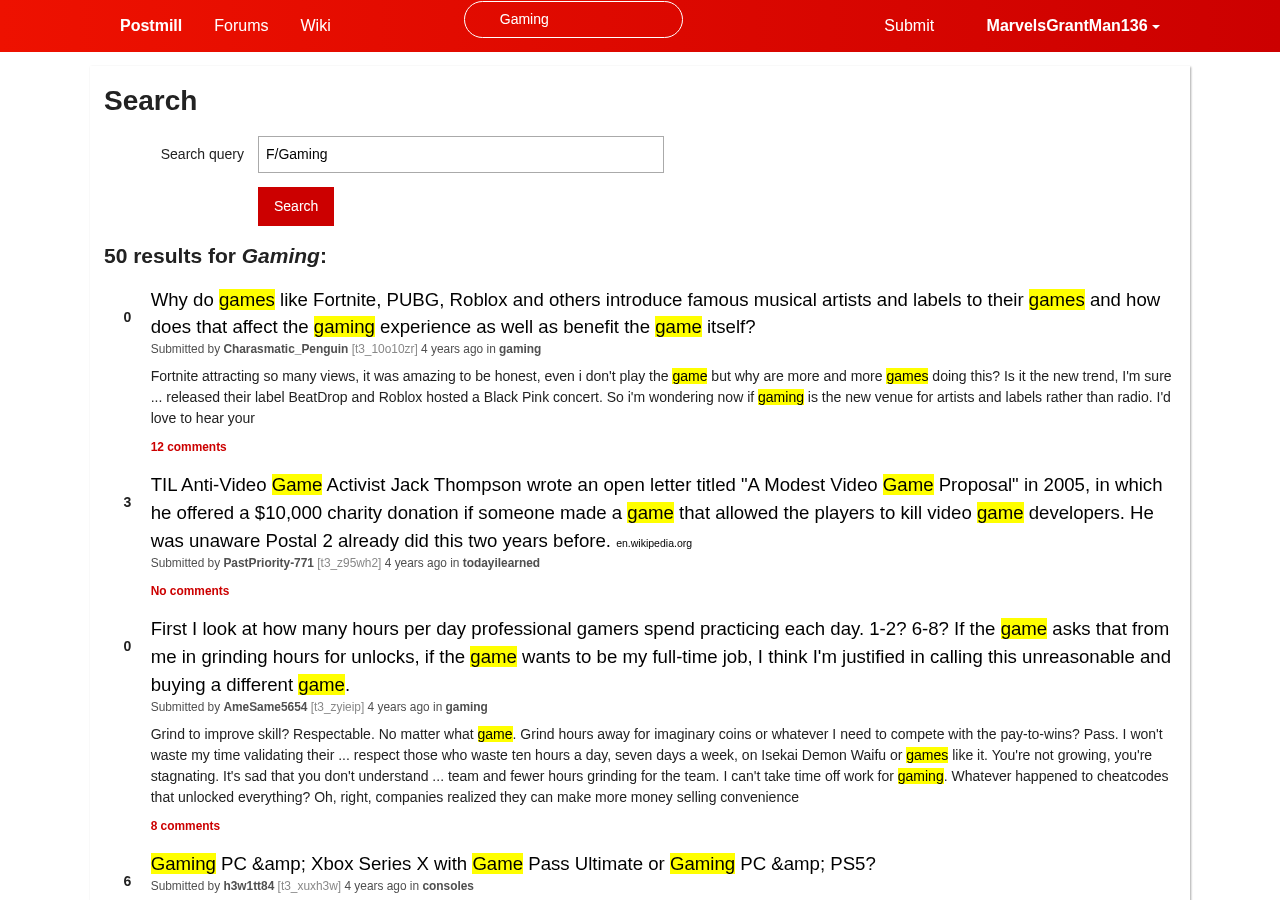 Postmill Forums Wiki Gaming Submit MarvelsGrantMan136
Search
Search query F/Gaming
Search
50 results for Gaming:
0
Why do games like Fortnite, PUBG, Roblox and others introduce famous musical artists and labels to their games and how
does that affect the gaming experience as well as benefit the game itself?
Submitted by Charasmatic_Penguin [t3_10o10zr] 4 years ago in gaming
Fortnite attracting so many views, it was amazing to be honest, even i don't play the game but why are more and more games doing this? Is it the new trend, I'm sure
... released their label BeatDrop and Roblox hosted a Black Pink concert. So i'm wondering now if gaming is the new venue for artists and labels rather than radio. I'd
love to hear your
12 comments
3
TIL Anti-Video Game Activist Jack Thompson wrote an open letter titled "A Modest Video Game Proposal" in 2005, in which
he offered a $10,000 charity donation if someone made a game that allowed the players to kill video game developers. He
was unaware Postal 2 already did this two years before. en.wikipedia.org
Submitted by PastPriority-771 [t3_z95wh2] 4 years ago in todayilearned
No comments
0
First I look at how many hours per day professional gamers spend practicing each day. 1-2? 6-8? If the game asks that from
me in grinding hours for unlocks, if the game wants to be my full-time job, I think I'm justified in calling this unreasonable and
buying a different game.
Submitted by AmeSame5654 [t3_zyieip] 4 years ago in gaming
Grind to improve skill? Respectable. No matter what game. Grind hours away for imaginary coins or whatever I need to compete with the pay-to-wins? Pass. I won't
waste my time validating their ... respect those who waste ten hours a day, seven days a week, on Isekai Demon Waifu or games like it. You're not growing, you're
stagnating. It's sad that you don't understand ... team and fewer hours grinding for the team. I can't take time off work for gaming. Whatever happened to cheatcodes
that unlocked everything? Oh, right, companies realized they can make more money selling convenience
8 comments
6
Gaming PC &amp; Xbox Series X with Game Pass Ultimate or Gaming PC &amp; PS5?
Submitted by h3w1tt84 [t3_xuxh3w] 4 years ago in consoles